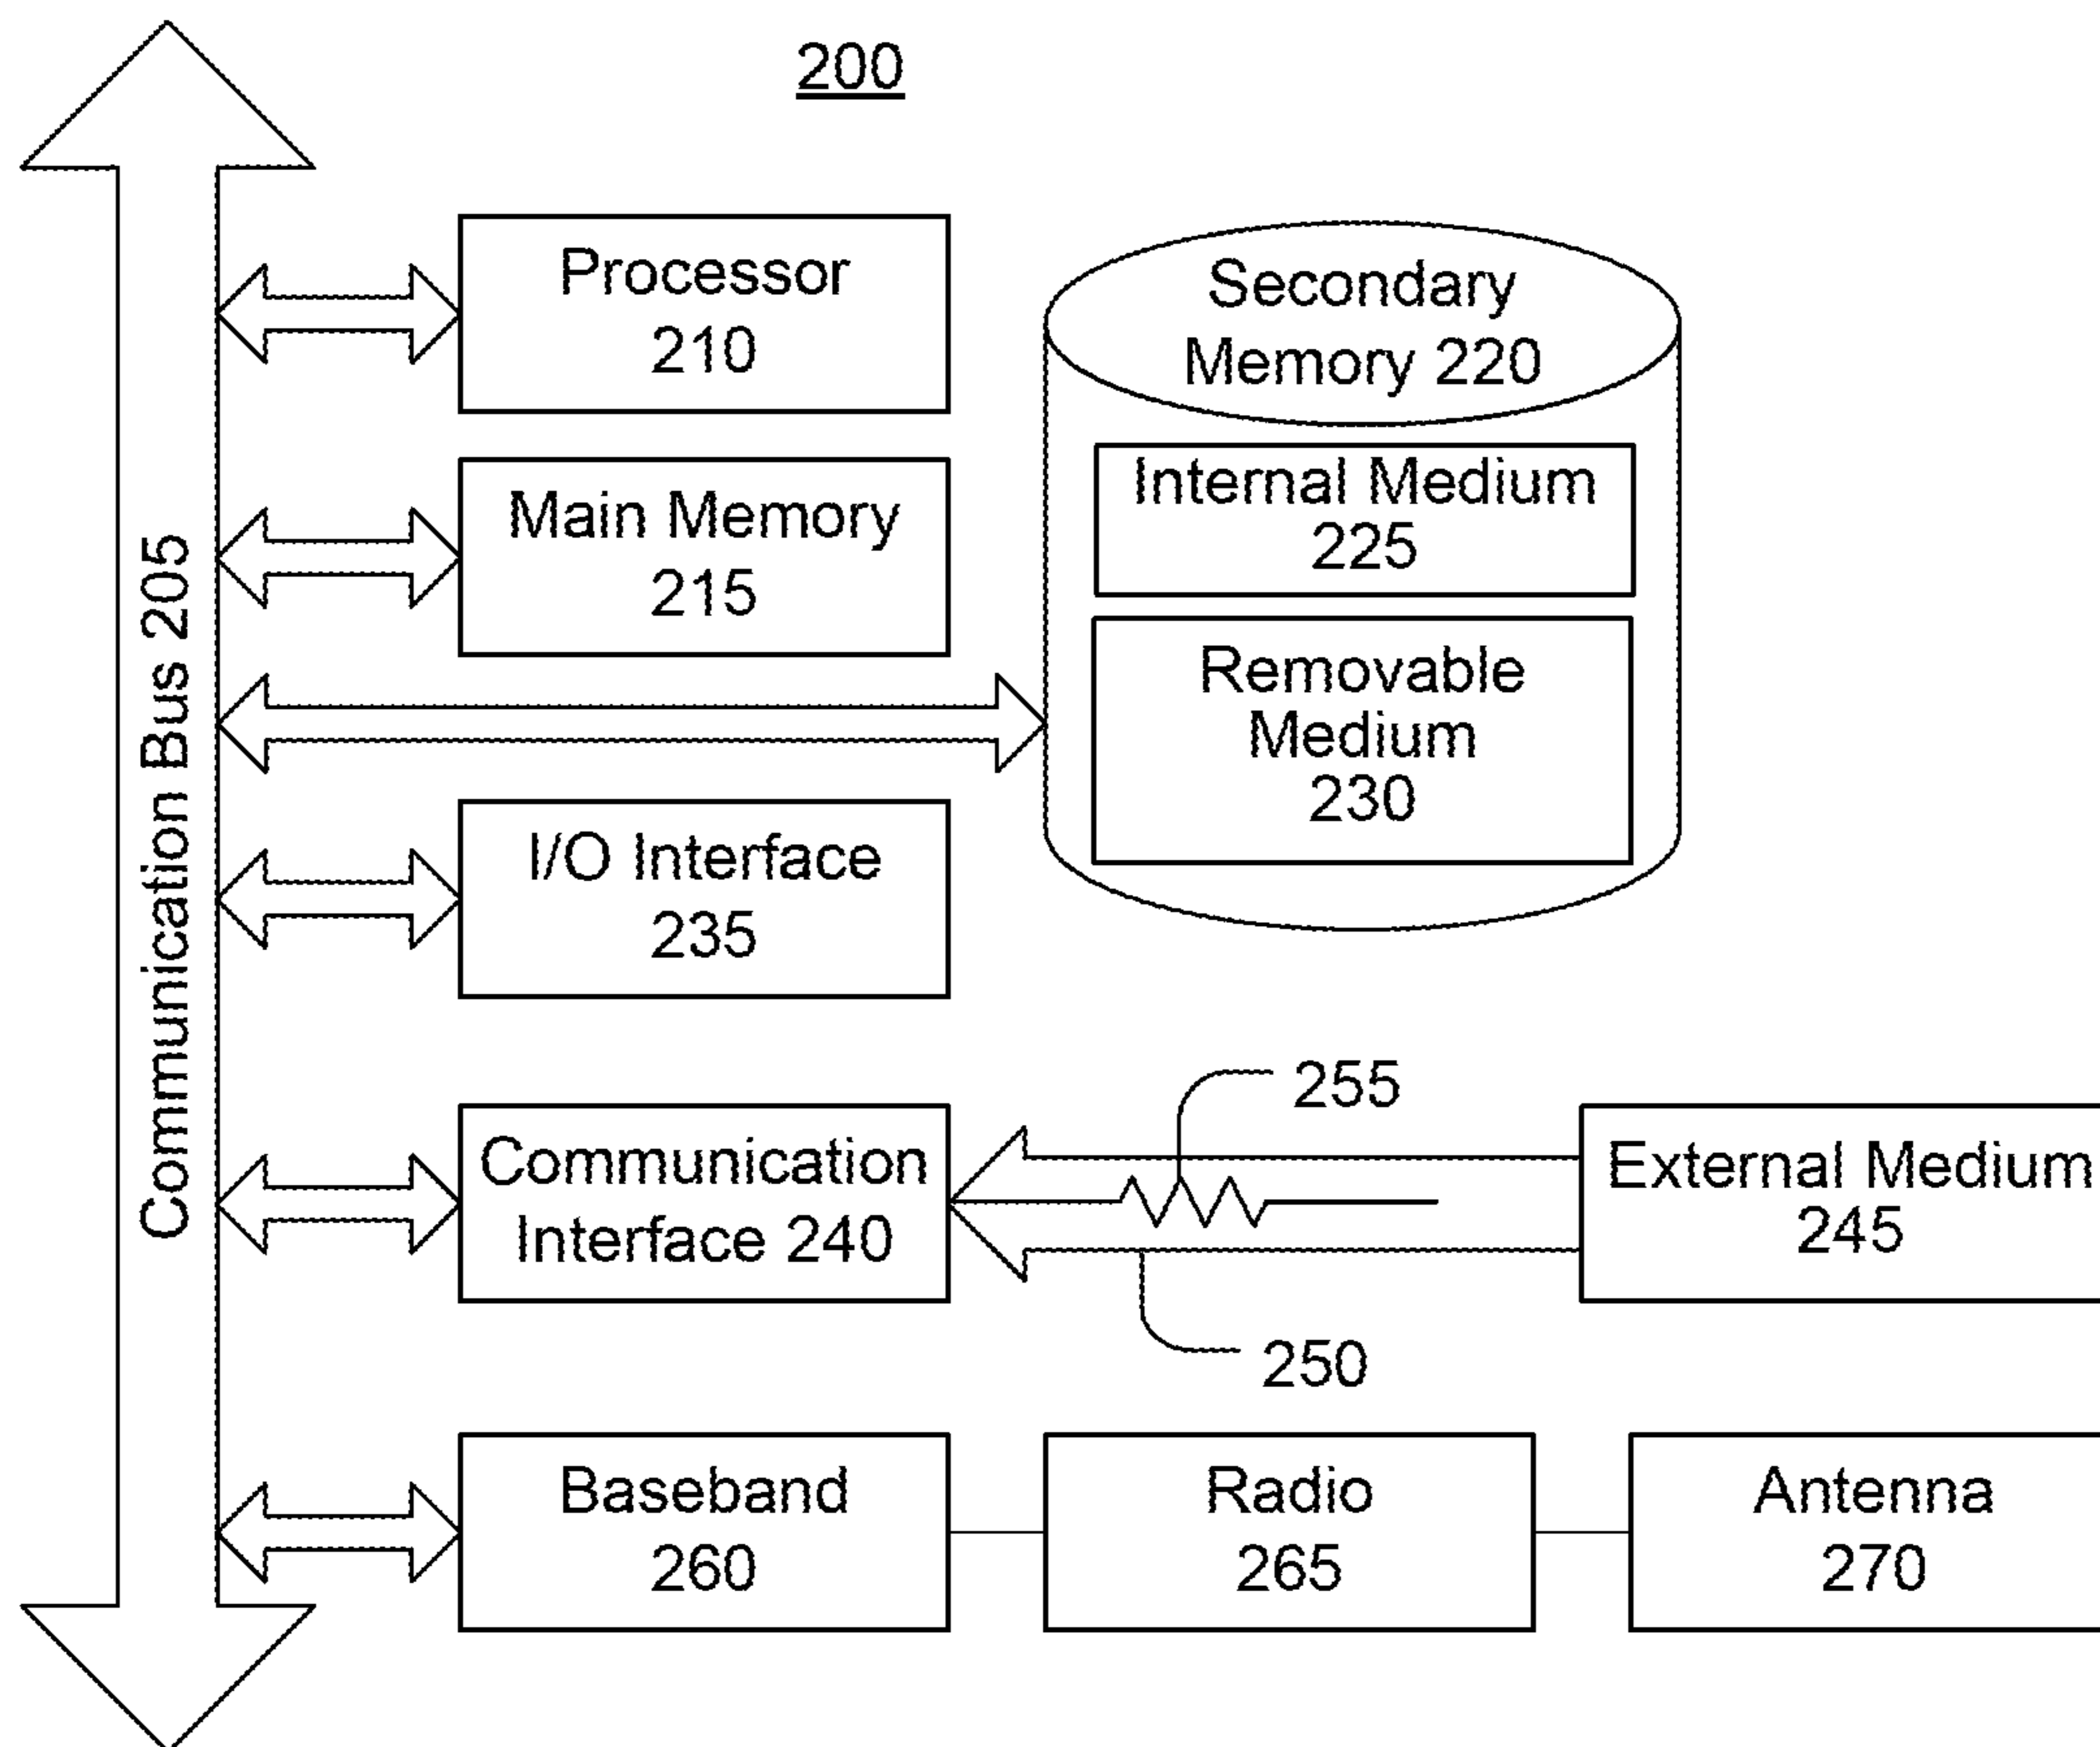 200
Communication Bus 205
Processor
210
Secondary
Memory 220
Main Memory
215
Internal Medium
225
Removable
Medium
230
I/O Interface
235
Communication
Interface 240
255
250
External Medium
245
Baseband
260
Radio
265
Antenna
270